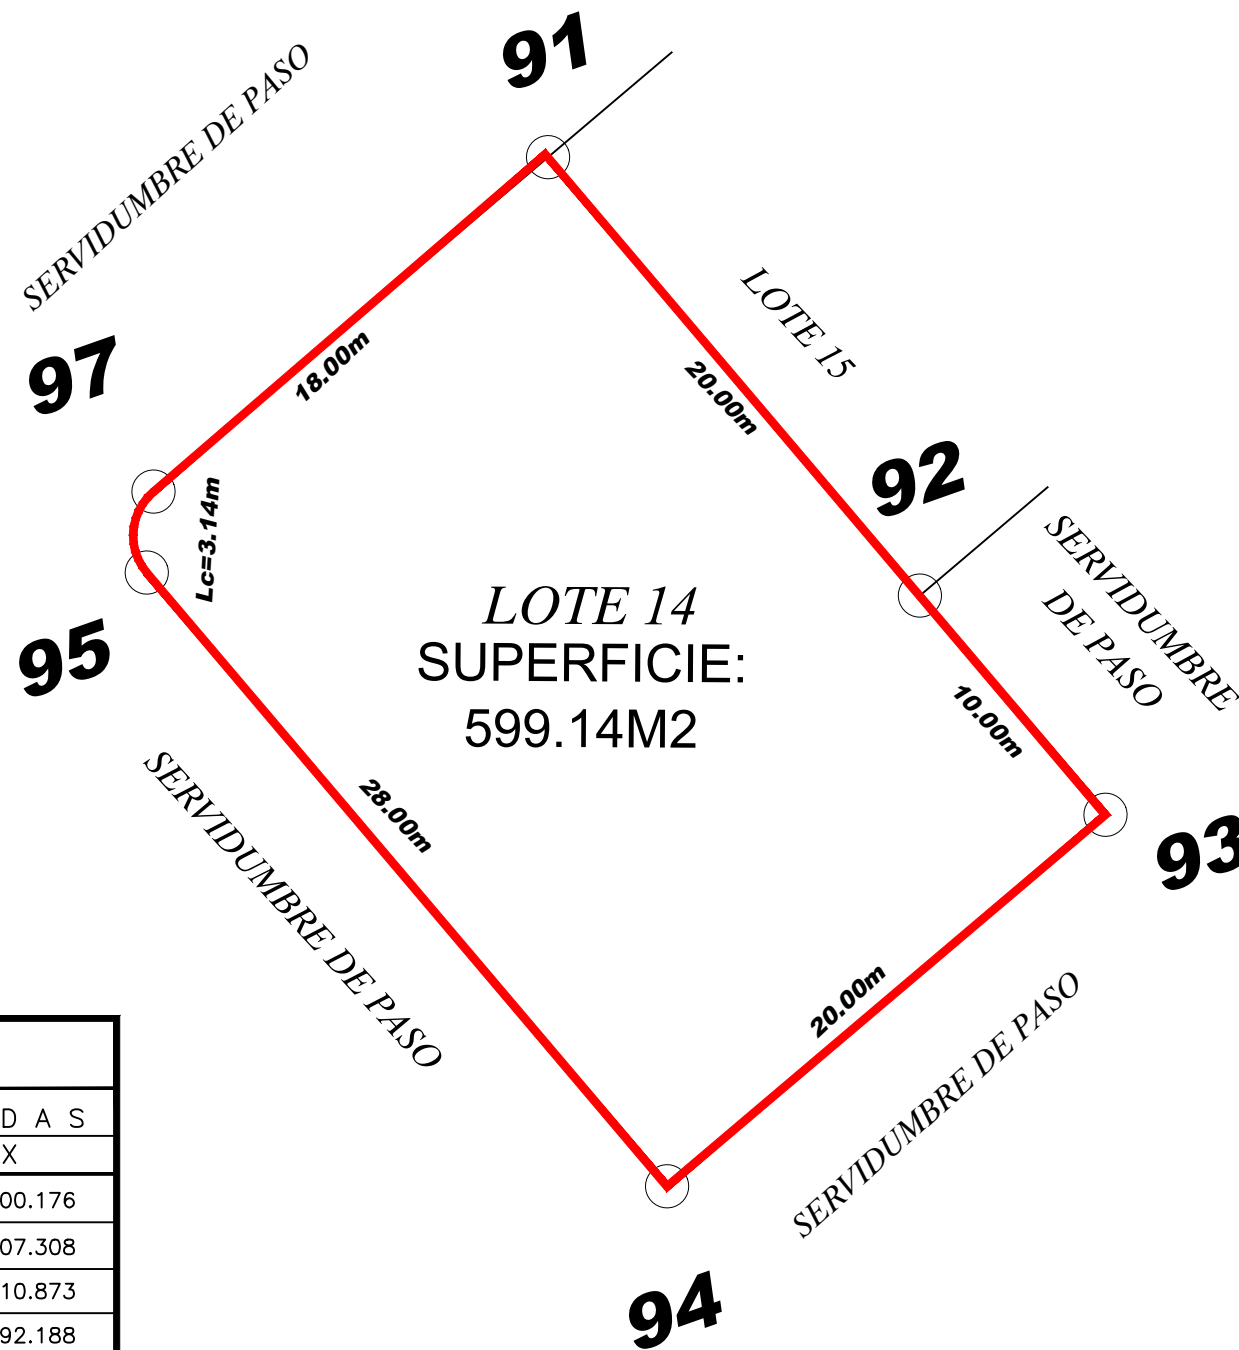 91
SERVIDUMBRE DE PASO
LOTE 15
97
18.00m
20.00m
92
Lc=3.14m
SERVIDUMBRE
DE PASO
LOTE 14
SUPERFICIE:
599.14M2
95
10.00m
28.00m
93
SERVIDUMBRE DE PASO
20.00m
SERVIDUMBRE DE PASO
94
D A S
X
00.176
07.308
10.873
92.188